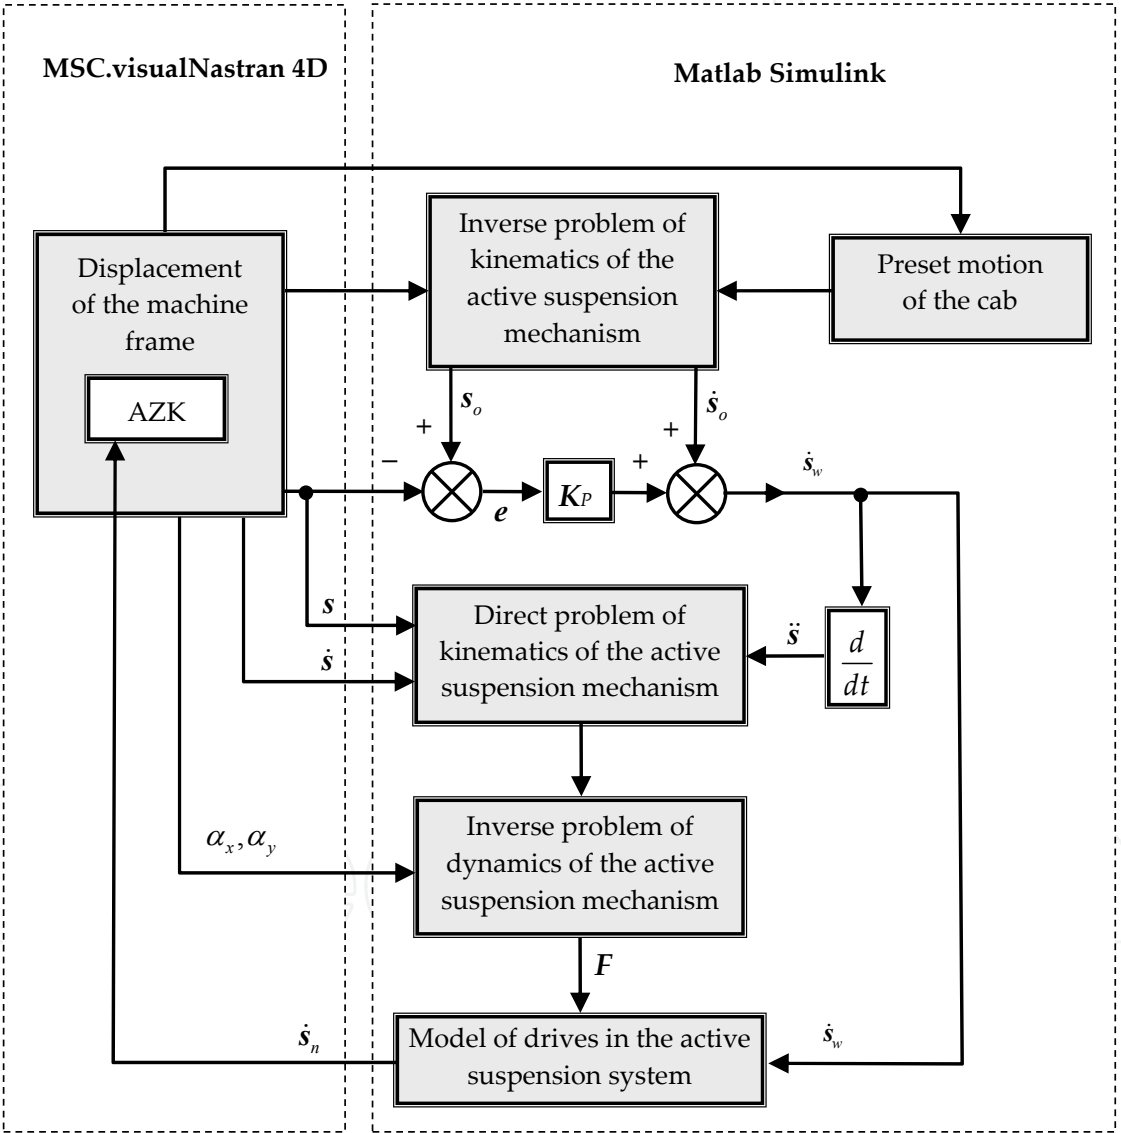 MSC.visualNastran 4D
Matlab Simulink
Displacement
of the machine
frame
AZK
Inverse problem of
kinematics of the
active suspension
mechanism
Preset motion
of the cab
sₒ
ṡₒ
+
+
−
+
e
K_P
ṡ_w
s
ṡ
Direct problem of
kinematics of the active
suspension mechanism
s̈
d
dt
α_x, α_y
Inverse problem of
dynamics of the active
suspension mechanism
F
ṡ_n
Model of drives in the active
suspension system
ṡ_w